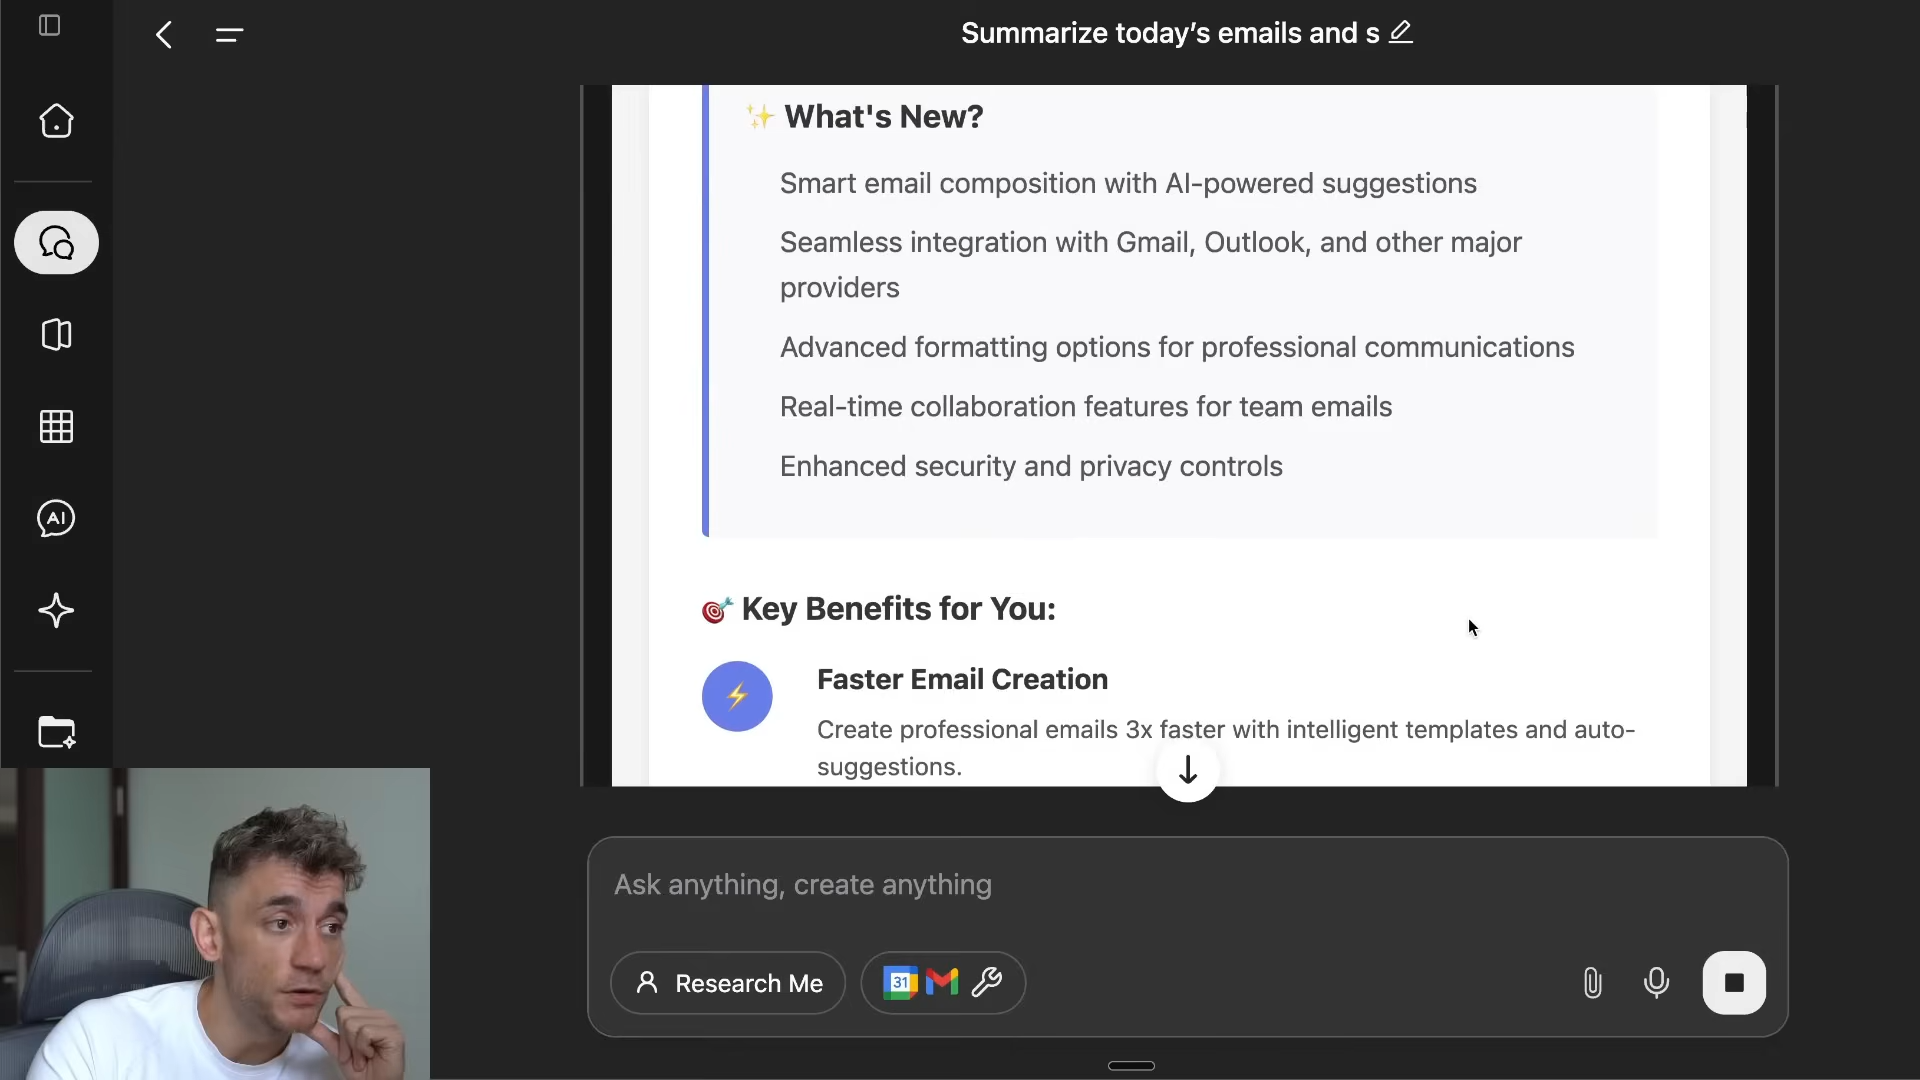 Summarize today’s emails and s
✨ What's New?
Smart email composition with AI-powered suggestions
Seamless integration with Gmail, Outlook, and other major
providers
Advanced formatting options for professional communications
Real-time collaboration features for team emails
Enhanced security and privacy controls
🎯 Key Benefits for You:
Faster Email Creation
Create professional emails 3x faster with intelligent templates and auto-
suggestions.
AI
Ask anything, create anything
Research Me
31